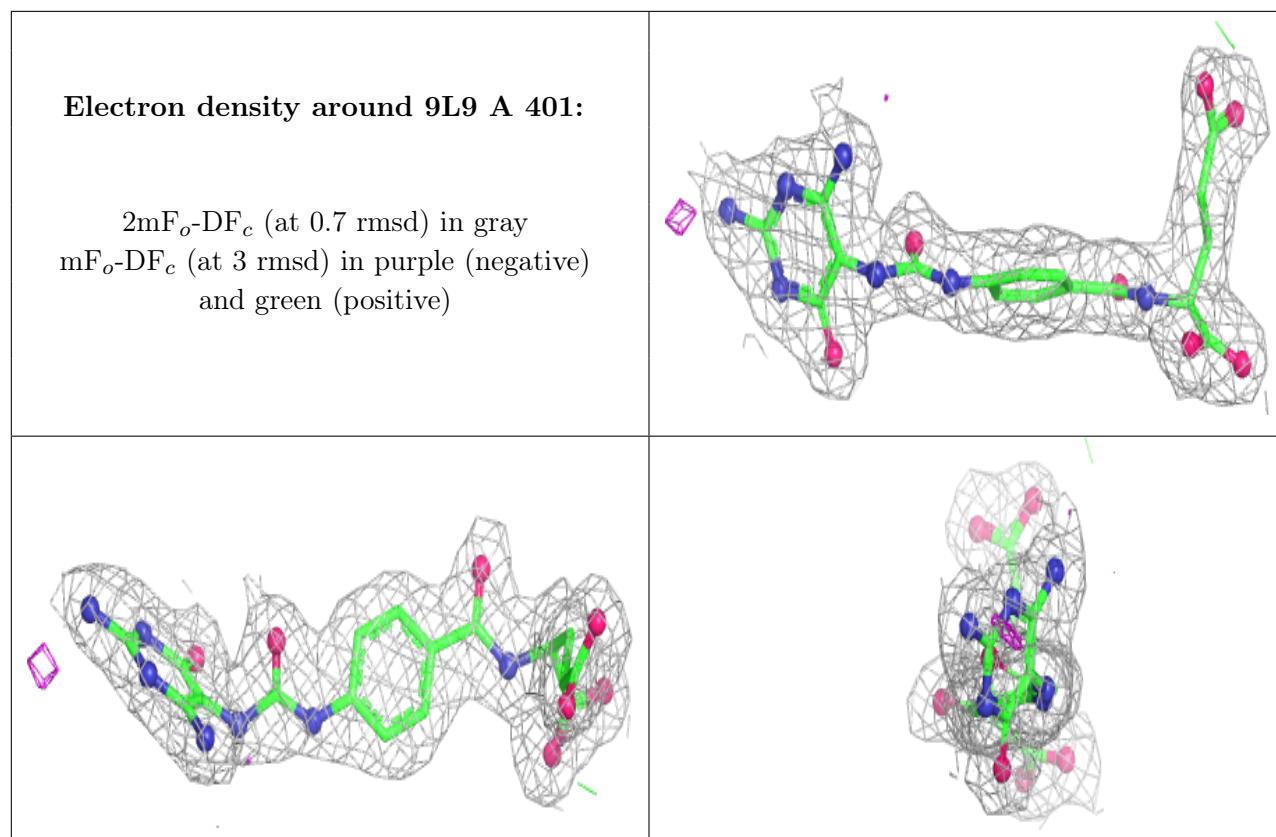 Electron density around 9L9 A 401:
2mFₒ-DF𝒸 (at 0.7 rmsd) in gray
mFₒ-DF𝒸 (at 3 rmsd) in purple (negative)
and green (positive)